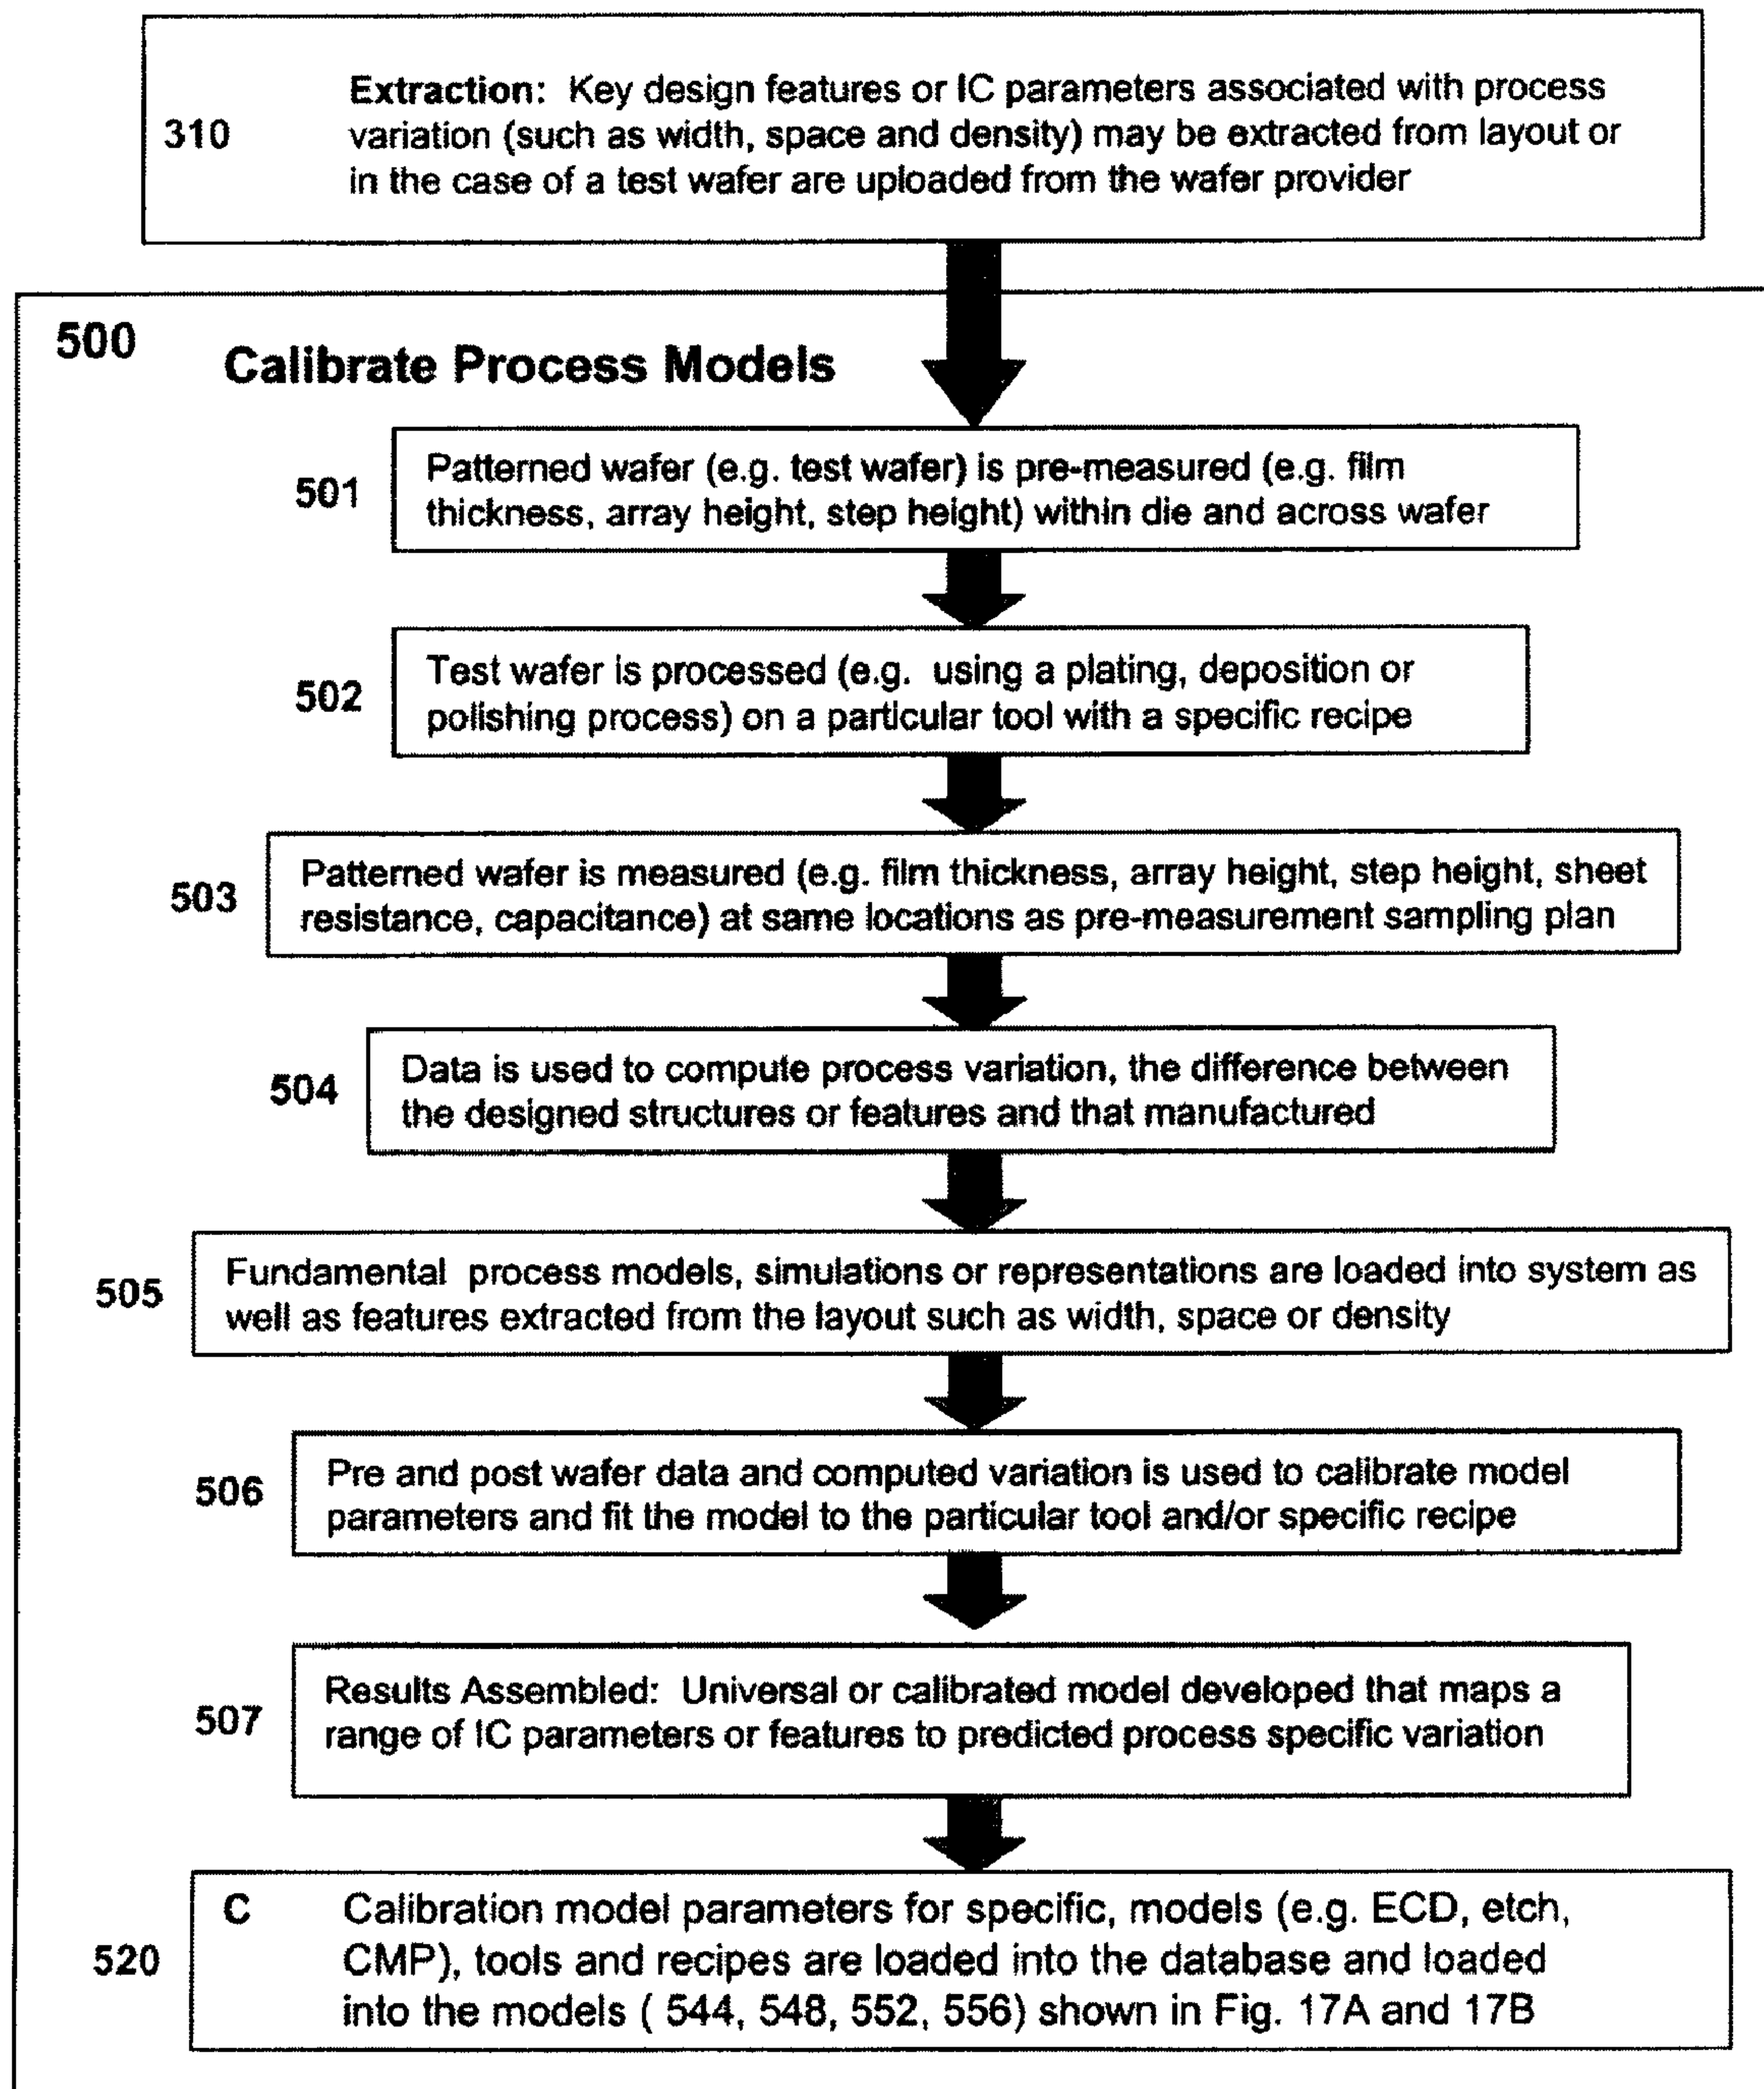 310
Extraction: Key design features or IC parameters associated with process
variation (such as width, space and density) may be extracted from layout or
in the case of a test wafer are uploaded from the wafer provider
500
Calibrate Process Models
501
Patterned wafer (e.g. test wafer) is pre-measured (e.g. film
thickness, array height, step height) within die and across wafer
502
Test wafer is processed (e.g. using a plating, deposition or
polishing process) on a particular tool with a specific recipe
503
Patterned wafer is measured (e.g. film thickness, array height, step height, sheet
resistance, capacitance) at same locations as pre-measurement sampling plan
504
Data is used to compute process variation, the difference between
the designed structures or features and that manufactured
505
Fundamental process models, simulations or representations are loaded into system as
well as features extracted from the layout such as width, space or density
506
Pre and post wafer data and computed variation is used to calibrate model
parameters and fit the model to the particular tool and/or specific recipe
507
Results Assembled: Universal or calibrated model developed that maps a
range of IC parameters or features to predicted process specific variation
520
C Calibration model parameters for specific, models (e.g. ECD, etch,
CMP), tools and recipes are loaded into the database and loaded
into the models ( 544, 548, 552, 556) shown in Fig. 17A and 17B